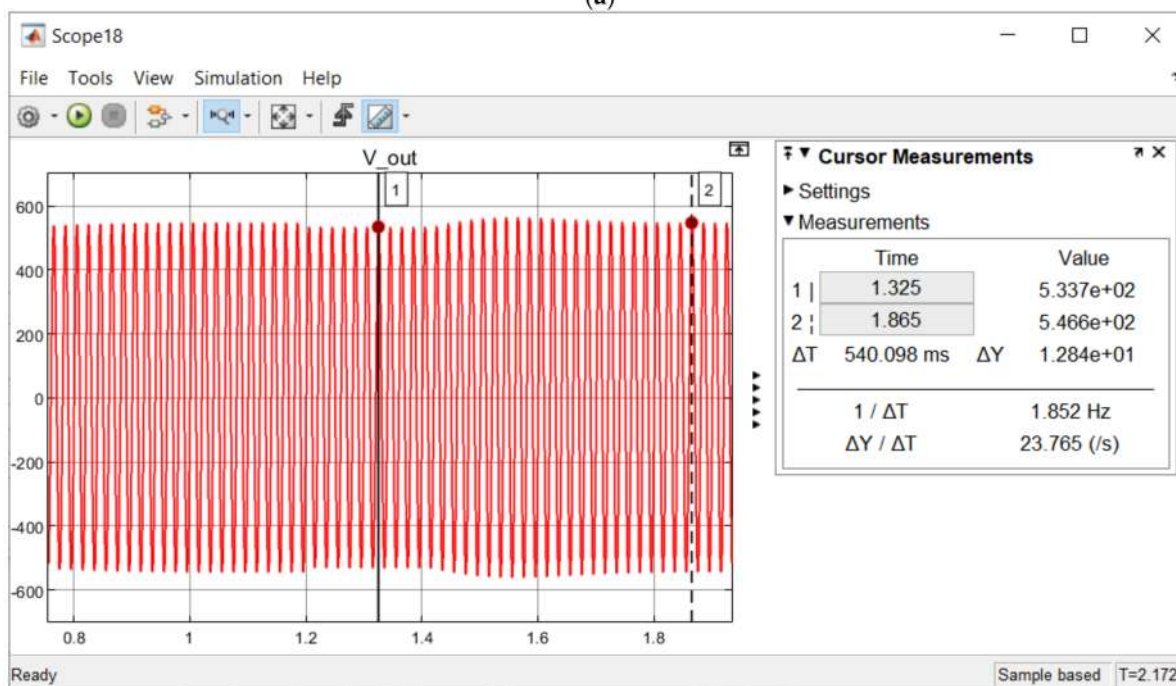 (a)
Scope18
File Tools View Simulation Help
V_out
1
2
600
400
200
0
-200
-400
-600
0.8 1 1.2 1.4 1.6 1.8
Cursor Measurements
Settings
Measurements
Time Value
1 | 1.325 5.337e+02
2 ¦ 1.865 5.466e+02
ΔT 540.098 ms ΔY 1.284e+01
1 / ΔT 1.852 Hz
ΔY / ΔT 23.765 (/s)
Ready Sample based T=2.172